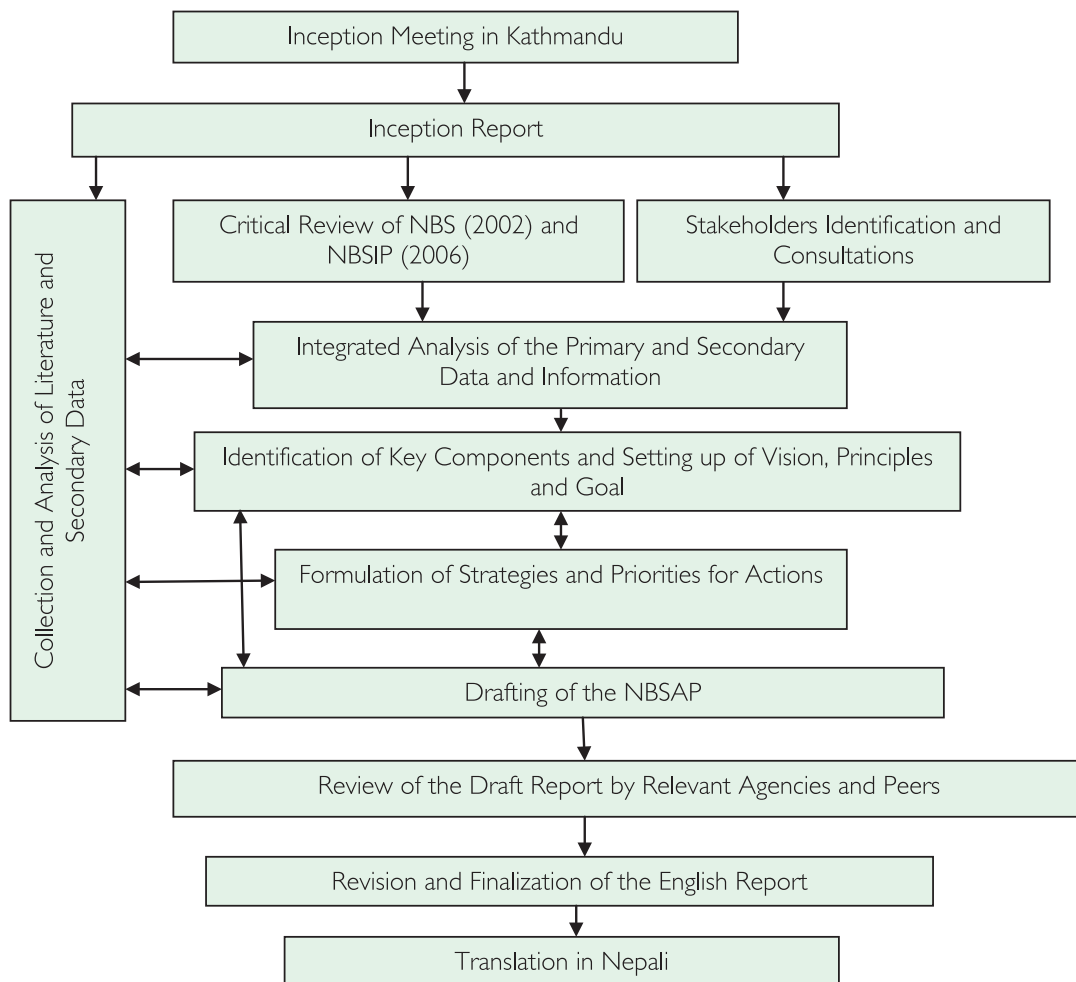 Inception Meeting in Kathmandu
Inception Report
Collection and Analysis of Literature and
Secondary Data
Critical Review of NBS (2002) and
NBSIP (2006)
Stakeholders Identification and
Consultations
Integrated Analysis of the Primary and Secondary
Data and Information
Identification of Key Components and Setting up of Vision, Principles
and Goal
Formulation of Strategies and Priorities for Actions
Drafting of the NBSAP
Review of the Draft Report by Relevant Agencies and Peers
Revision and Finalization of the English Report
Translation in Nepali